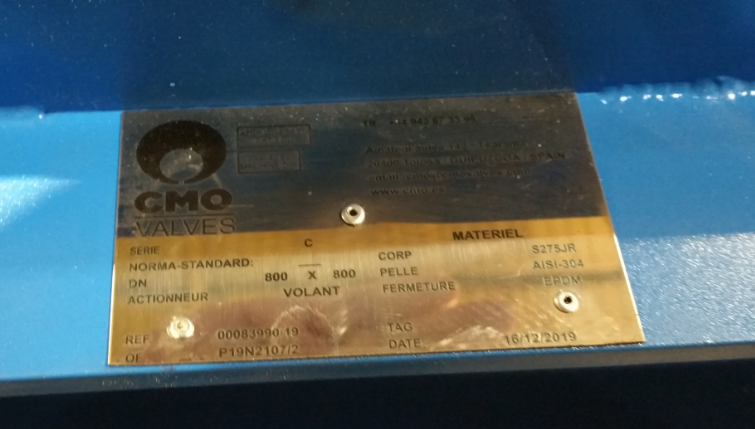 CMO
VALVES
www.cmo.es
SERIE C
NORMA-STANDARD:
DN 800 X 800
ACTIONNEUR VOLANT
MATERIEL
CORP S275JR
PELLE AISI-304
FERMETURE EPDM
REF. 00083990/19
OF P19N2107/2
TAG
DATE: 16/12/2019